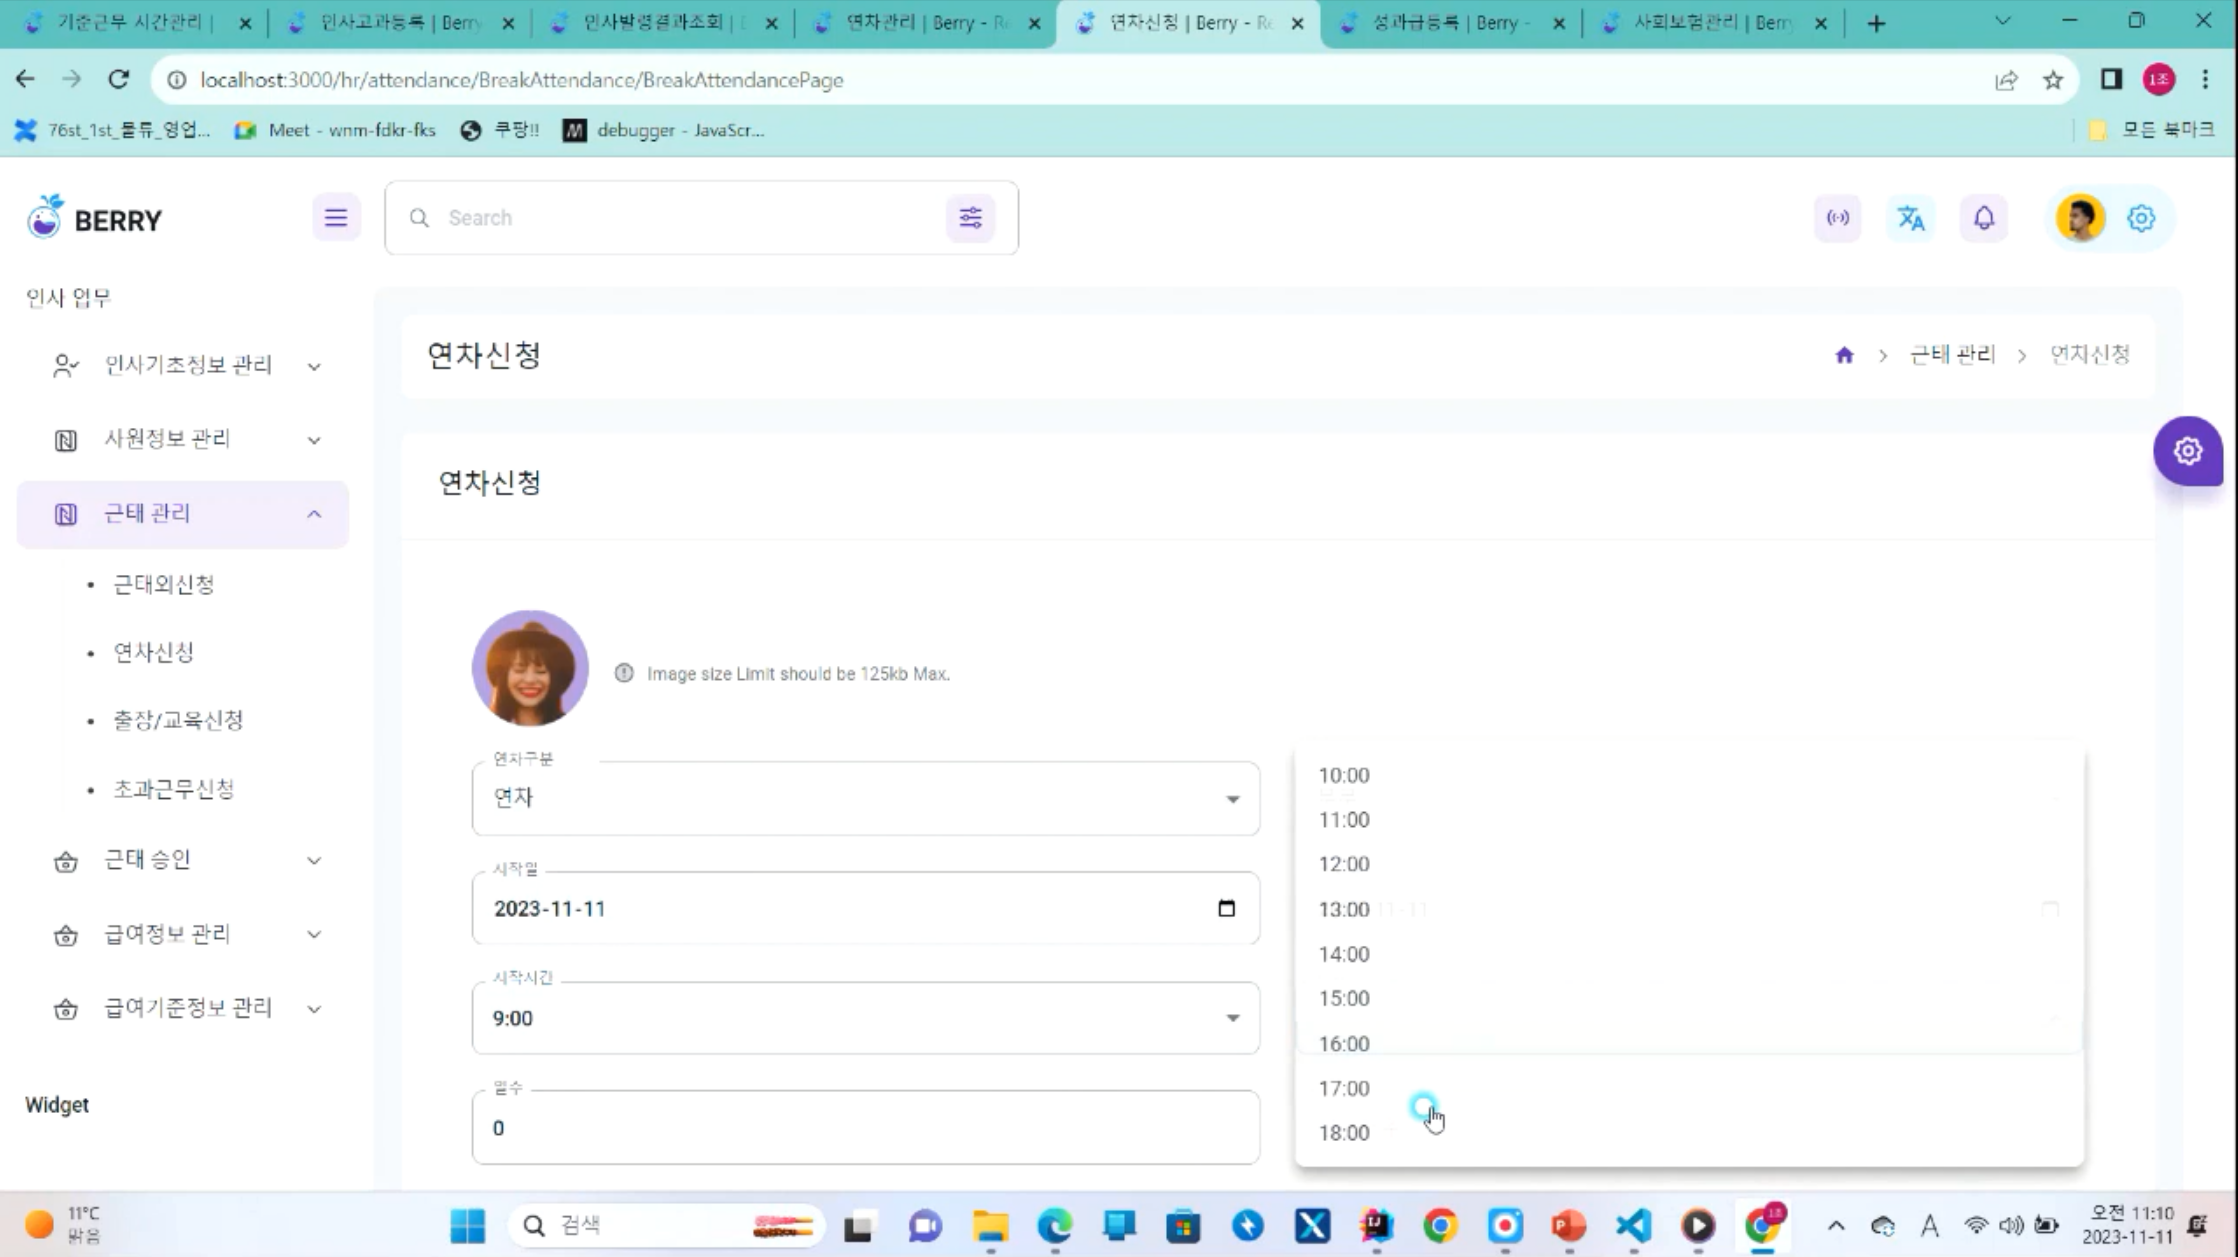 기준근무 시간관리 |
인사고과등록 | Berry
인사발령결과조회 |
연차관리 | Berry - Re
연차신청 | Berry - Re
성과급등록 | Berry -
사회보험관리 | Berry
localhost:3000/hr/attendance/BreakAttendance/BreakAttendancePage
1조
76st_1st_물류_영업...
Meet - wnm-fdkr-fks
쿠팡!!
debugger - JavaScr...
모든 북마크
BERRY
Search
인사 업무
인사기초정보 관리
사원정보 관리
근태 관리
근태외신청
연차신청
출장/교육신청
초과근무신청
근태 승인
급여정보 관리
급여기준정보 관리
Widget
연차신청
근태 관리
연차신청
연차신청
Image size Limit should be 125kb Max.
연차구분
연차
시작일
2023-11-11
시작시간
9:00
일수
0
10:00
11:00
12:00
13:00
14:00
15:00
16:00
17:00
18:00
11°C
맑음
검색
A
오전 11:10
2023-11-11